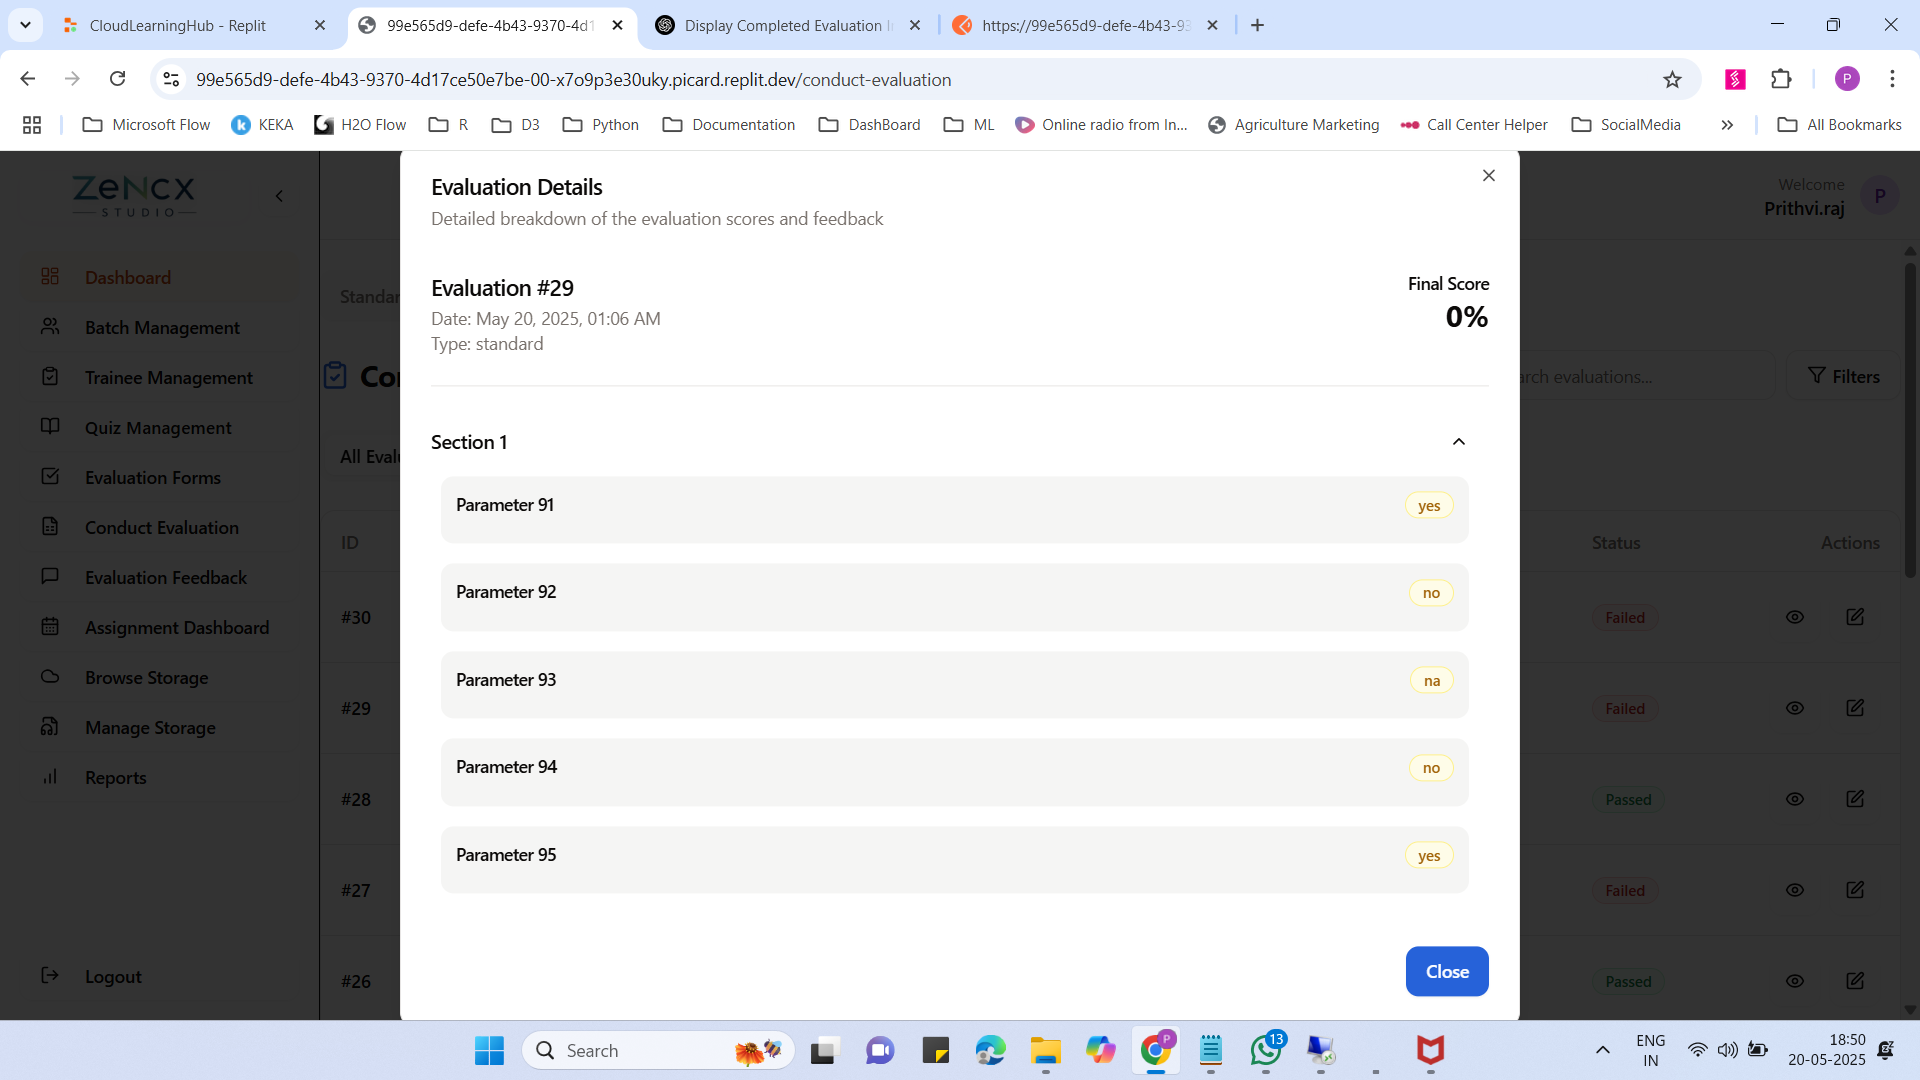 CloudLearningHub - Replit
99e565d9-defe-4b43-9370-4d1
Display Completed Evaluation I
https://99e565d9-defe-4b43-93
99e565d9-defe-4b43-9370-4d17ce50e7be-00-x7o9p3e30uky.picard.replit.dev/conduct-evaluation
P
Microsoft Flow
KEKA
H2O Flow
R
D3
Python
Documentation
DashBoard
ML
Online radio from In...
Agriculture Marketing
Call Center Helper
SocialMedia
All Bookmarks
ZeNCX
STUDIO
Dashboard
Batch Management
Trainee Management
Quiz Management
Evaluation Forms
Conduct Evaluation
Evaluation Feedback
Assignment Dashboard
Browse Storage
Manage Storage
Reports
Logout
Welcome
Prithvi.raj
P
Standar
Con
arch evaluations...
Filters
All Evalu
ID
Status
Actions
#30
Failed
#29
Failed
#28
Passed
#27
Failed
#26
Passed
Evaluation Details
Detailed breakdown of the evaluation scores and feedback
Evaluation #29
Date: May 20, 2025, 01:06 AM
Type: standard
Final Score
0%
Section 1
Parameter 91
yes
Parameter 92
no
Parameter 93
na
Parameter 94
no
Parameter 95
yes
Close
Search
P
13
ENG
IN
18:50
20-05-2025